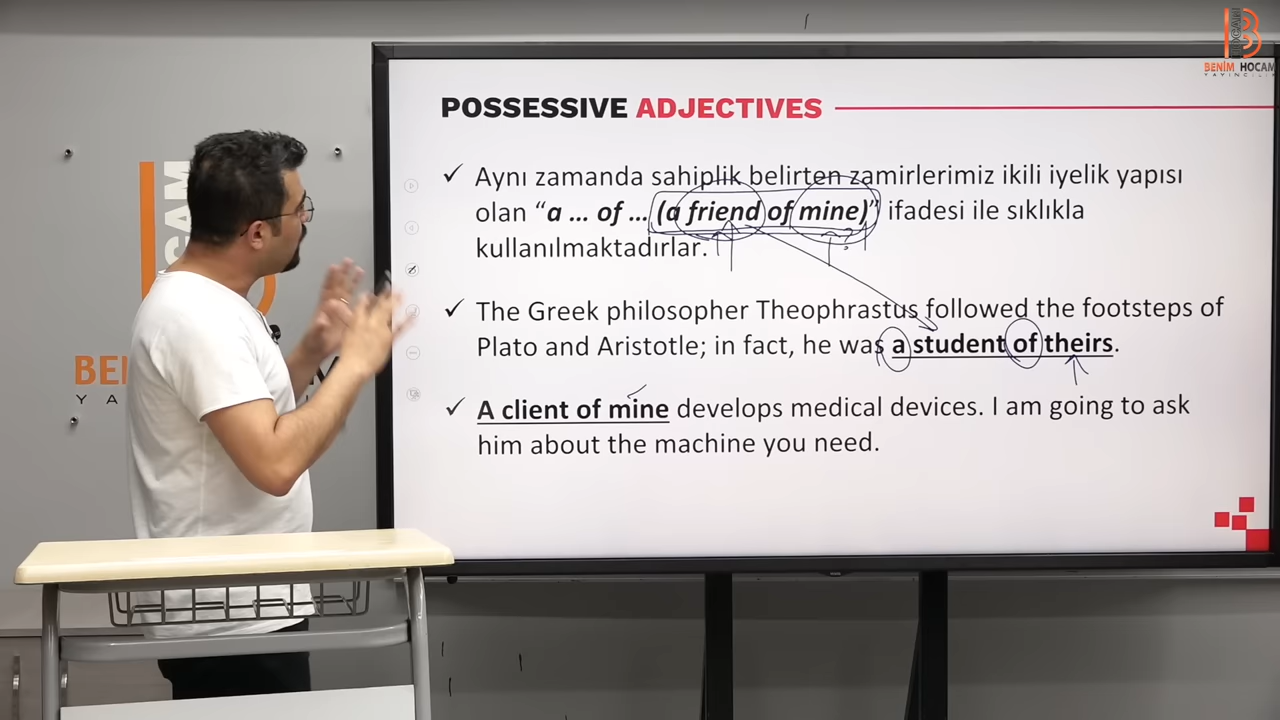 BENİM HOCAM
YAYINCILIK
POSSESSIVE ADJECTIVES
✓ Aynı zamanda sahiplik belirten zamirlerimiz ikili iyelik yapısı
olan “a ... of ... (a friend of mine)” ifadesi ile sıklıkla
kullanılmaktadırlar.
✓ The Greek philosopher Theophrastus followed the footsteps of
Plato and Aristotle; in fact, he was a student of theirs.
✓ A client of mine develops medical devices. I am going to ask
him about the machine you need.